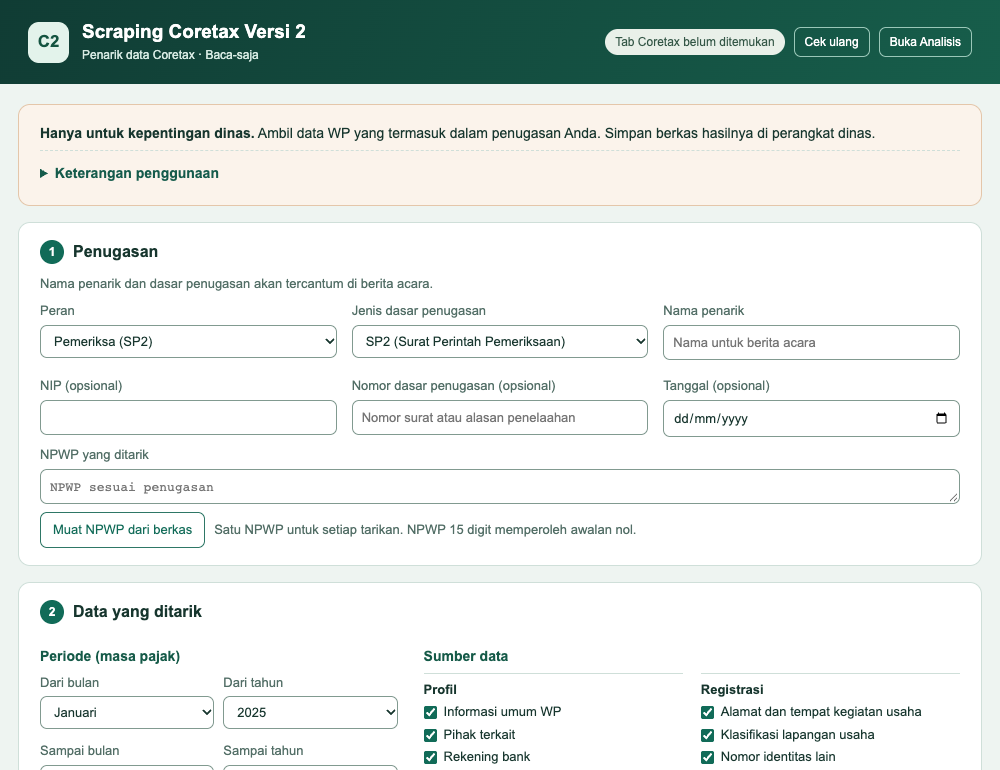 C2
Scraping Coretax Versi 2
Penarik data Coretax · Baca-saja
Tab Coretax belum ditemukan
Cek ulang
Buka Analisis
Hanya untuk kepentingan dinas. Ambil data WP yang termasuk dalam penugasan Anda. Simpan berkas hasilnya di perangkat dinas.
Keterangan penggunaan
1 Penugasan
Nama penarik dan dasar penugasan akan tercantum di berita acara.
Peran
Jenis dasar penugasan
Nama penarik
Pemeriksa (SP2)
SP2 (Surat Perintah Pemeriksaan)
Nama untuk berita acara
NIP (opsional)
Nomor dasar penugasan (opsional)
Tanggal (opsional)
Nomor surat atau alasan penelaahan
dd/mm/yyyy
NPWP yang ditarik
NPWP sesuai penugasan
Muat NPWP dari berkas
Satu NPWP untuk setiap tarikan. NPWP 15 digit memperoleh awalan nol.
2 Data yang ditarik
Periode (masa pajak)
Dari bulan
Dari tahun
Januari
2025
Sampai bulan
Sampai tahun
Sumber data
Profil
Informasi umum WP
Pihak terkait
Rekening bank
Registrasi
Alamat dan tempat kegiatan usaha
Klasifikasi lapangan usaha
Nomor identitas lain